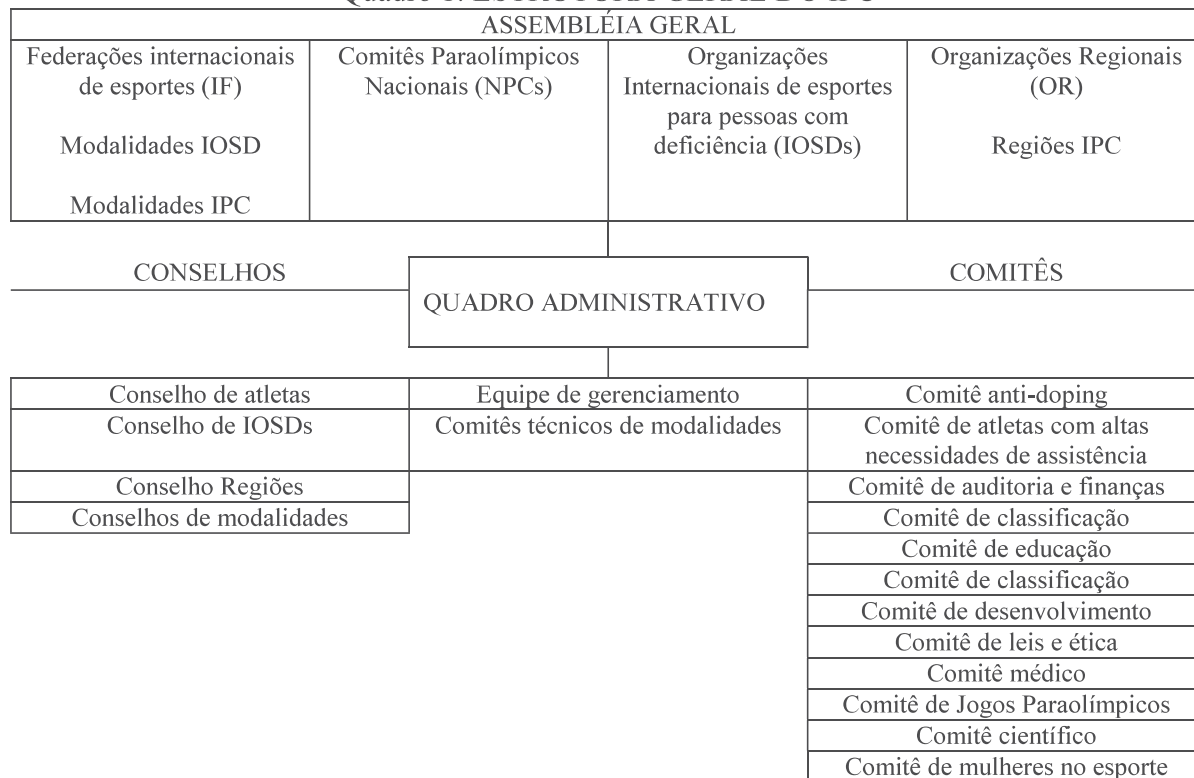 ASSEMBLÉIA GERAL
Federações internacionais
de esportes (IF)
Modalidades IOSD
Modalidades IPC
Comitês Paraolímpicos
Nacionais (NPCs)
Organizações
Internacionais de esportes
para pessoas com
deficiência (IOSDs)
Organizações Regionais
(OR)
Regiões IPC
CONSELHOS
QUADRO ADMINISTRATIVO
COMITÊS
Conselho de atletas
Conselho de IOSDs
Conselho Regiões
Conselhos de modalidades
Equipe de gerenciamento
Comitês técnicos de modalidades
Comitê anti-doping
Comitê de atletas com altas
necessidades de assistência
Comitê de auditoria e finanças
Comitê de classificação
Comitê de educação
Comitê de classificação
Comitê de desenvolvimento
Comitê de leis e ética
Comitê médico
Comitê de Jogos Paraolímpicos
Comitê científico
Comitê de mulheres no esporte